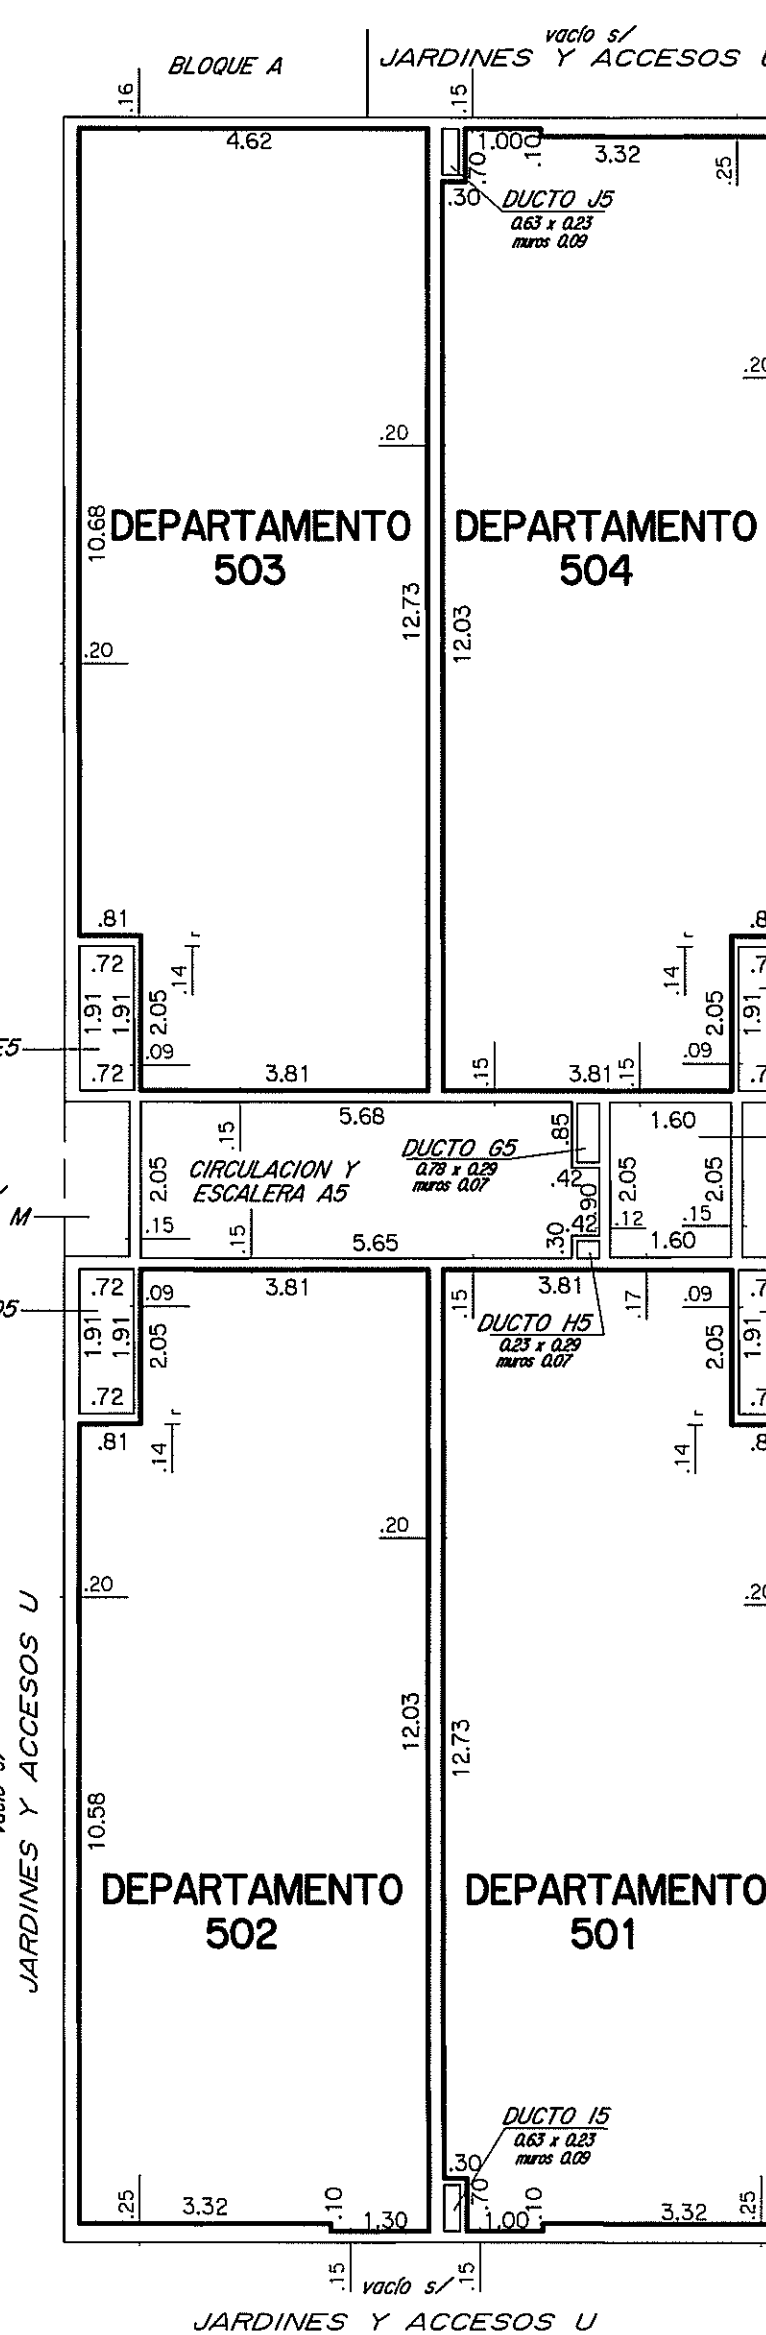 vacío s/
BLOQUE A
JARDINES Y ACCESOS U
.16
.15
4.62
1.00
.10
3.32
.25
.70
.30
DUCTO J5
0.63 x 0.23
muros 0.09
.20
.20
10.68
DEPARTAMENTO
503
DEPARTAMENTO
504
12.73
12.03
.20
.81
r
r
.72
.14
.14
1.91
1.91
2.05
2.05
1.91
E5
.09
.15
.15
.09
.72
3.81
3.81
5.68
.85
1.60
.15
DUCTO G5
0.78 x 0.29
muros 0.07
CIRCULACION Y
ESCALERA A5
2.05
.42
.90
2.05
2.05
M
.15
.15
.42
.12
.15
5.65
.30
1.60
.72
.09
3.81
3.81
.09
.15
.17
DUCTO H5
0.23 x 0.29
muros 0.07
1.91
1.91
2.05
2.05
1.91
.72
r
r
.81
.14
.14
.20
.20
.20
JARDINES Y ACCESOS U
12.03
12.73
10.58
DEPARTAMENTO
502
DEPARTAMENTO
501
DUCTO I5
0.63 x 0.23
muros 0.09
.30
.70
.25
3.32
.10
1.30
1.00
.10
3.32
.25
.15
vacío s/
.15
JARDINES Y ACCESOS U